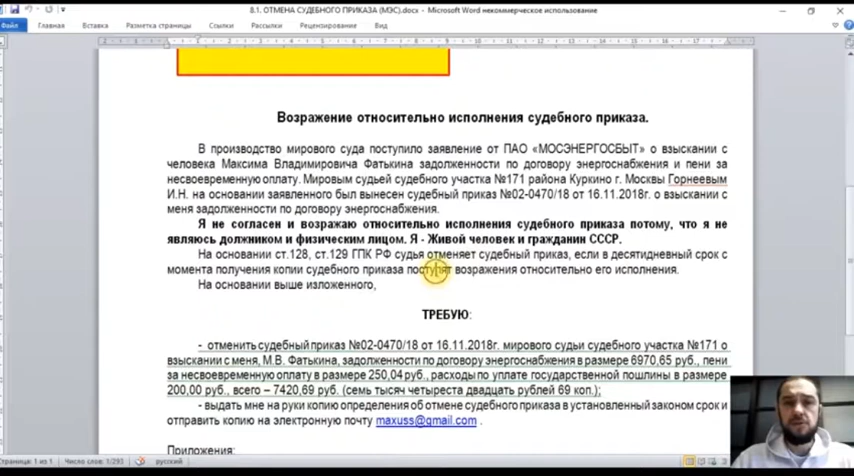 8.1. ОТМЕНА СУДЕБНОГО ПРИКАЗА (МЭС).docx - Microsoft Word некоммерческое использование
Файл Главная Вставка Разметка страницы Ссылки Рассылки Рецензирование Вид
Возражение относительно исполнения судебного приказа.
В производство мирового суда поступило заявление от ПАО «МОСЭНЕРГОСБЫТ» о взыскании с
человека Максима Владимировича Фатькина задолженности по договору энергоснабжения и пени за
несвоевременную оплату. Мировым судьей судебного участка №171 района Куркино г. Москвы Горнеевым
И.Н. на основании заявленного был вынесен судебный приказ №02-0470/18 от 16.11.2018г. о взыскании с
меня задолженности по договору энергоснабжения.
Я не согласен и возражаю относительно исполнения судебного приказа потому, что я не
являюсь должником и физическим лицом. Я - Живой человек и гражданин СССР.
На основании ст.128, ст.129 ГПК РФ судья отменяет судебный приказ, если в десятидневный срок с
момента получения копии судебного приказа поступят возражения относительно его исполнения.
На основании выше изложенного,
ТРЕБУЮ:
- отменить судебный приказ №02-0470/18 от 16.11.2018г. мирового судьи судебного участка №171 о
взыскании с меня, М.В. Фатькина, задолженности по договору энергоснабжения в размере 6970,65 руб., пени
за несвоевременную оплату в размере 250,04 руб., расходы по уплате государственной пошлины в размере
200,00 руб., всего – 7420,69 руб. (семь тысяч четыреста двадцать рублей 69 коп.);
- выдать мне на руки копию определения об отмене судебного приказа в установленный законом срок и
отправить копию на электронную почту maxuss@gmail.com .
Приложения:
Страница: 1 из 1 Число слов: 1/293 русский